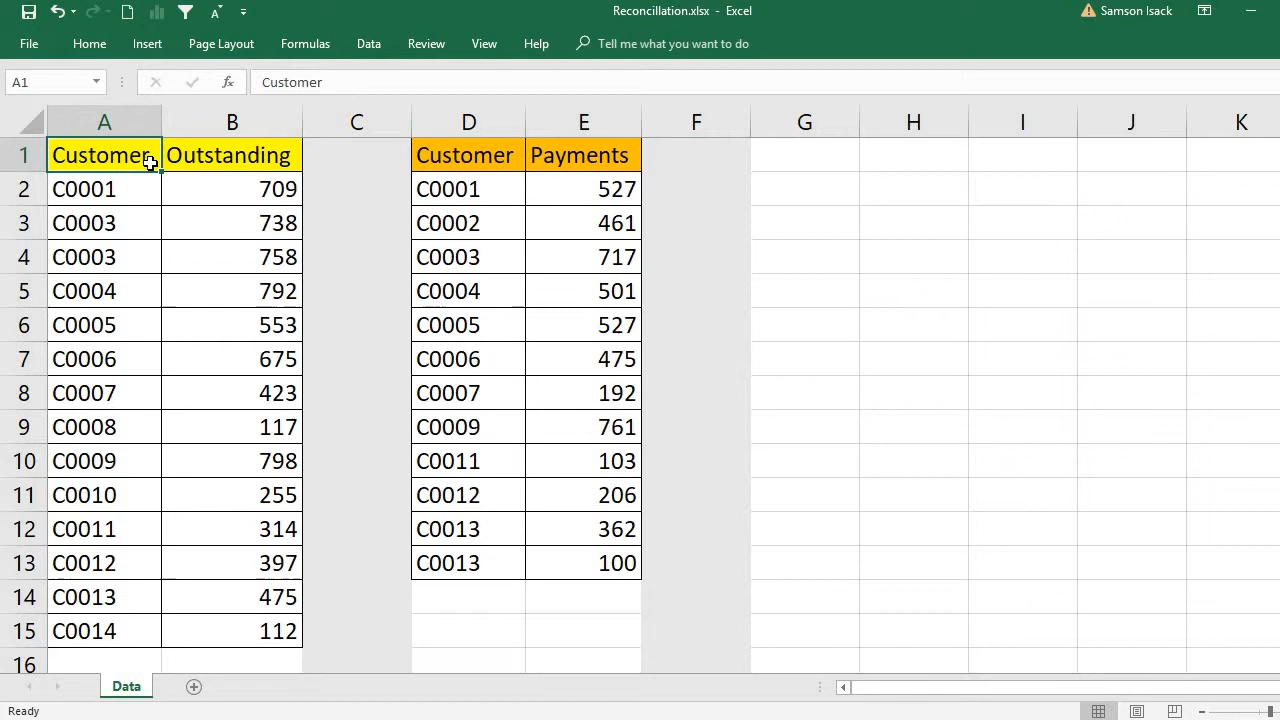 Reconcillation.xlsx - Excel
Samson Isack
File Home Insert Page Layout Formulas Data Review View Help Tell me what you want to do
A1 fx Customer
A B C D E F G H I J K
1 Customer Outstanding Customer Payments
2 C0001 709 C0001 527
3 C0003 738 C0002 461
4 C0003 758 C0003 717
5 C0004 792 C0004 501
6 C0005 553 C0005 527
7 C0006 675 C0006 475
8 C0007 423 C0007 192
9 C0008 117 C0009 761
10 C0009 798 C0011 103
11 C0010 255 C0012 206
12 C0011 314 C0013 362
13 C0012 397 C0013 100
14 C0013 475
15 C0014 112
16
Data
Ready